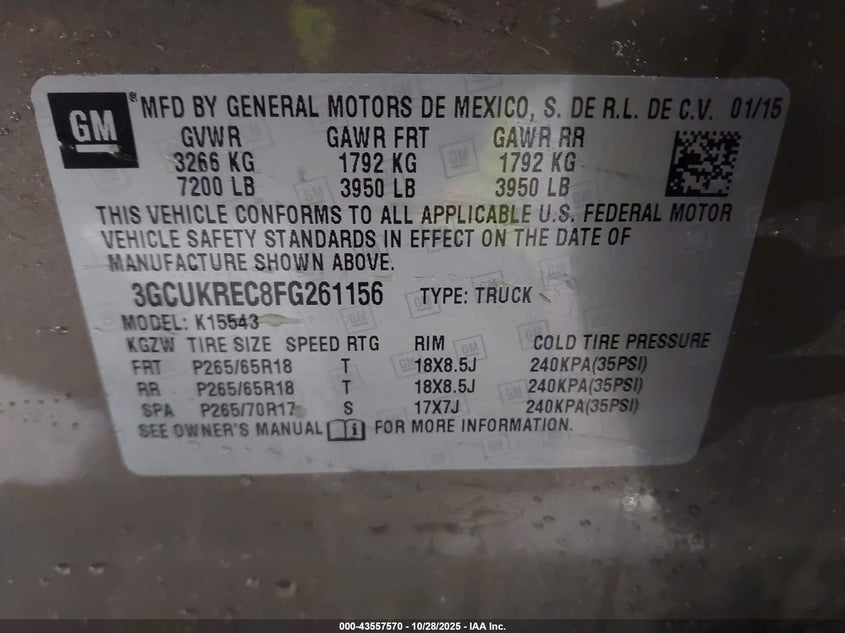 GM ® MFD BY GENERAL MOTORS DE MEXICO, S. DE R.L. DE C.V. 01/15
GVWR GAWR FRT GAWR RR
3266 KG 1792 KG 1792 KG
7200 LB 3950 LB 3950 LB
THIS VEHICLE CONFORMS TO ALL APPLICABLE U.S. FEDERAL MOTOR
VEHICLE SAFETY STANDARDS IN EFFECT ON THE DATE OF
MANUFACTURE SHOWN ABOVE.
3GCUKREC8FG261156 TYPE: TRUCK
MODEL: K15543
KGZW TIRE SIZE SPEED RTG RIM COLD TIRE PRESSURE
FRT P265/65R18 T 18X8.5J 240KPA(35PSI)
RR P265/65R18 T 18X8.5J 240KPA(35PSI)
SPA P265/70R17 S 17X7J 240KPA(35PSI)
SEE OWNER'S MANUAL i FOR MORE INFORMATION.
000-43557570 - 10/28/2025 - IAA Inc.